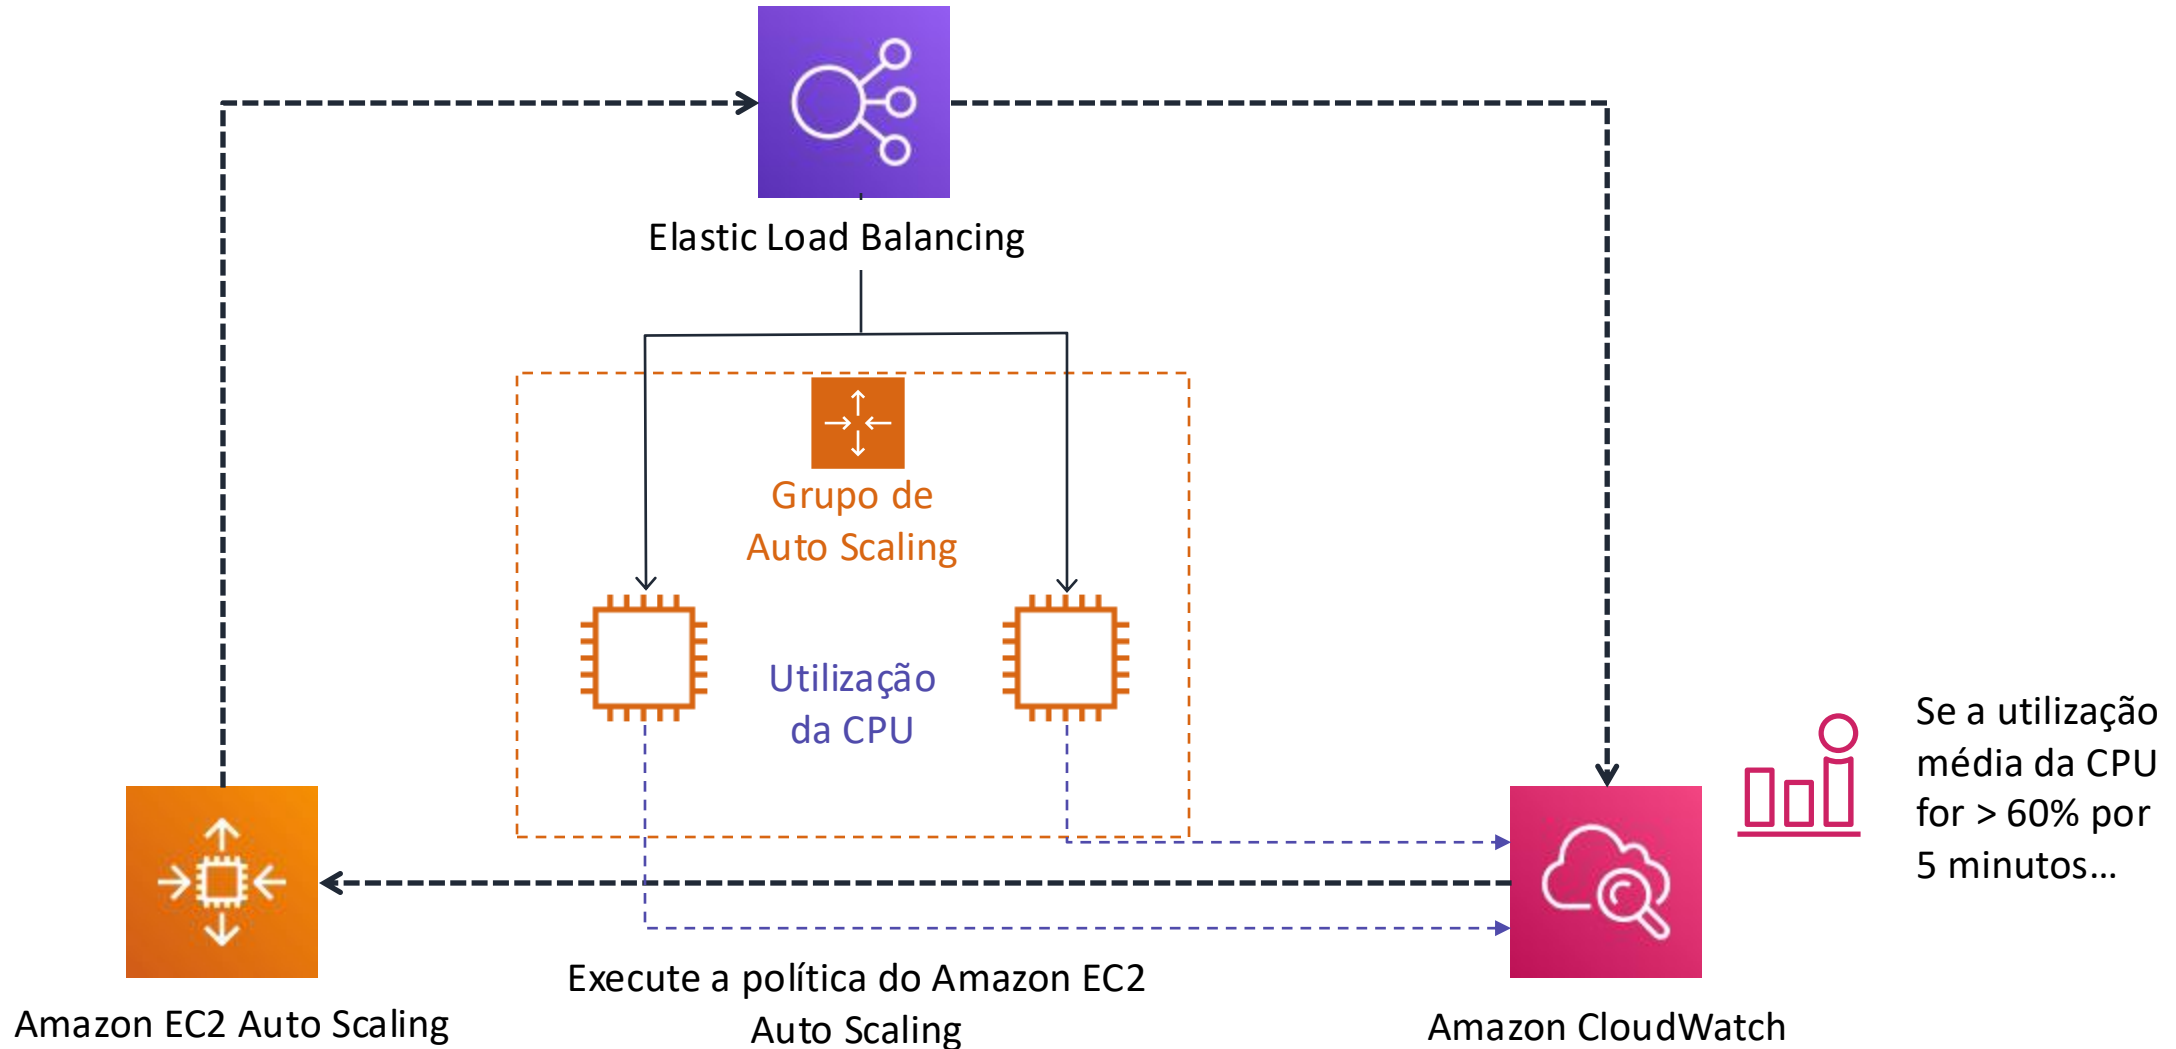 Elastic Load Balancing
Grupo de
Auto Scaling
Utilização
da CPU
Se a utilização
média da CPU
for > 60% por
5 minutos...
Execute a política do Amazon EC2
Auto Scaling
Amazon EC2 Auto Scaling
Amazon CloudWatch